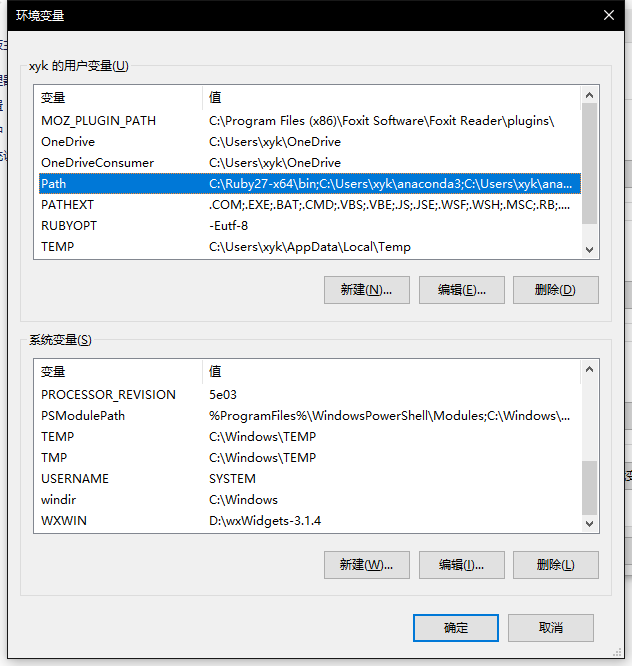 环境变量
xyk 的用户变量(U)
变量 值
MOZ_PLUGIN_PATH C:\Program Files (x86)\Foxit Software\Foxit Reader\plugins\
OneDrive C:\Users\xyk\OneDrive
OneDriveConsumer C:\Users\xyk\OneDrive
Path C:\Ruby27-x64\bin;C:\Users\xyk\anaconda3;C:\Users\xyk\ana...
PATHEXT .COM;.EXE;.BAT;.CMD;.VBS;.VBE;.JS;.JSE;.WSF;.WSH;.MSC;.RB;....
RUBYOPT -Eutf-8
TEMP C:\Users\xyk\AppData\Local\Temp
新建(N)... 编辑(E)... 删除(D)
系统变量(S)
变量 值
PROCESSOR_REVISION 5e03
PSModulePath %ProgramFiles%\WindowsPowerShell\Modules;C:\Windows\...
TEMP C:\Windows\TEMP
TMP C:\Windows\TEMP
USERNAME SYSTEM
windir C:\Windows
WXWIN D:\wxWidgets-3.1.4
新建(W)... 编辑(I)... 删除(L)
确定 取消